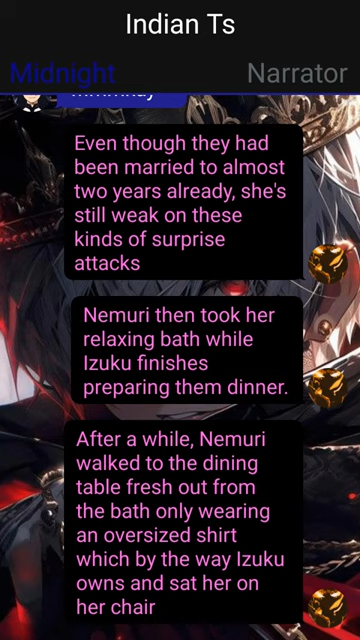 Indian Ts
Midnight
Narrator
Even though they had
been married to almost
two years already, she's
still weak on these
kinds of surprise
attacks
Nemuri then took her
relaxing bath while
Izuku finishes
preparing them dinner.
After a while, Nemuri
walked to the dining
table fresh out from
the bath only wearing
an oversized shirt
which by the way Izuku
owns and sat her on
her chair